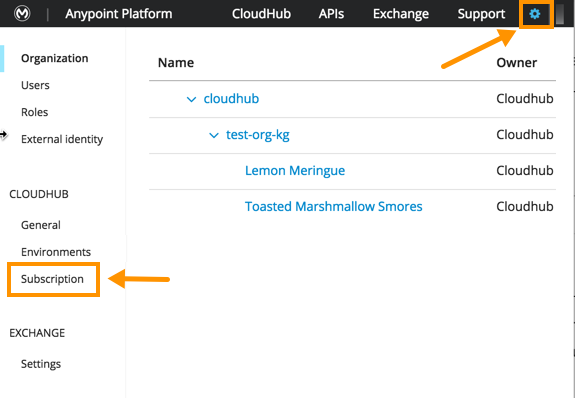 Anypoint Platform CloudHub APIs Exchange Support
Organization
Users
Roles
External identity
CLOUDHUB
General
Environments
Subscription
EXCHANGE
Settings
Name Owner
cloudhub Cloudhub
test-org-kg Cloudhub
Lemon Meringue Cloudhub
Toasted Marshmallow Smores Cloudhub